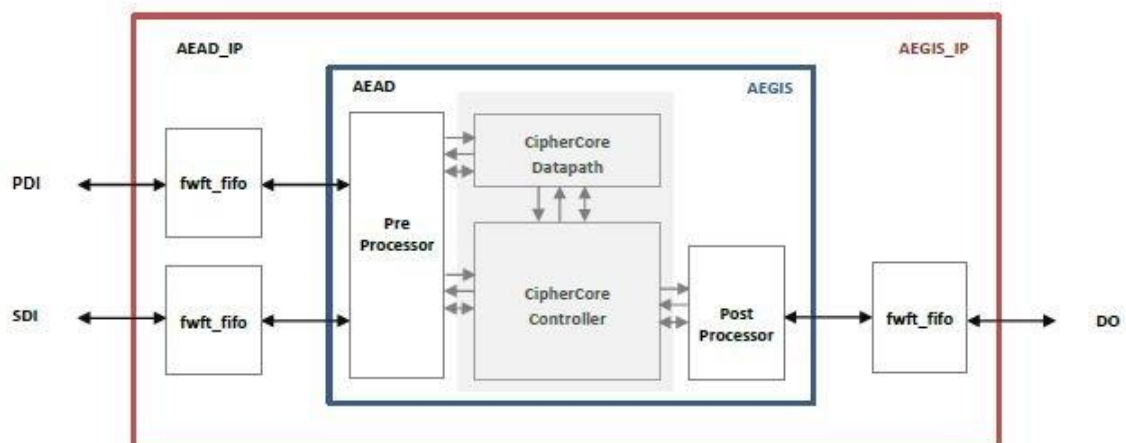 AEAD_IP
AEGIS_IP
AEAD
AEGIS
CipherCore
Datapath
PDI
fwft_fifo
Pre
Processor
CipherCore
Controller
SDI
fwft_fifo
Post
Processor
fwft_fifo
DO